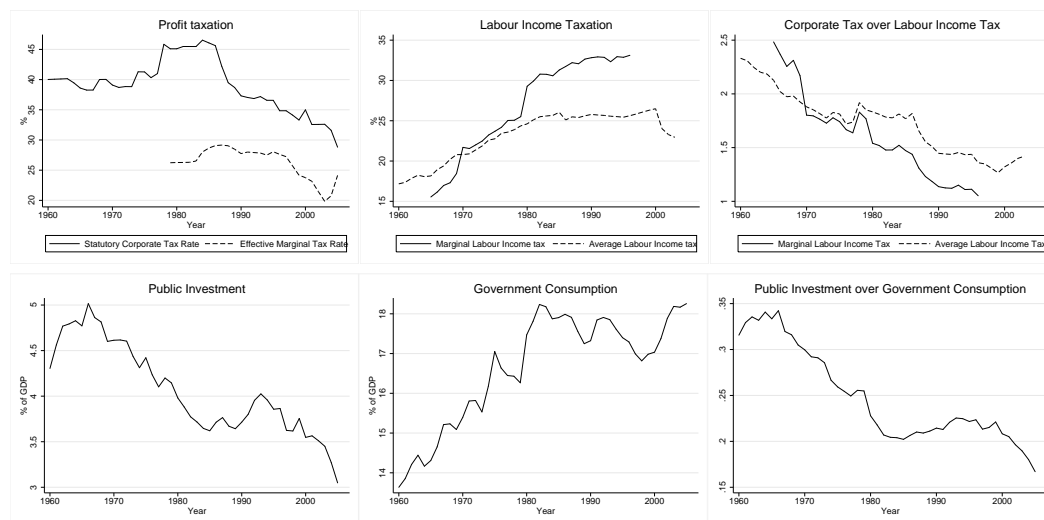 Profit taxation
%
45
40
35
30
25
20
1960 1970 1980 1990 2000
Year
Statutory Corporate Tax Rate Effective Marginal Tax Rate
Labour Income Taxation
%
35
30
25
20
15
1960 1970 1980 1990 2000
Year
Marginal Labour Income tax Average Labour Income tax
Corporate Tax over Labour Income Tax
2.5
2
1.5
1
1960 1970 1980 1990 2000
Year
Marginal Labour Income Tax Average Labour Income Tax
Public Investment
% of GDP
5
4.5
4
3.5
3
1960 1970 1980 1990 2000
Year
Government Consumption
% of GDP
18
17
16
15
14
1960 1970 1980 1990 2000
Year
Public Investment over Government Consumption
.35
.3
.25
.2
.15
1960 1970 1980 1990 2000
Year